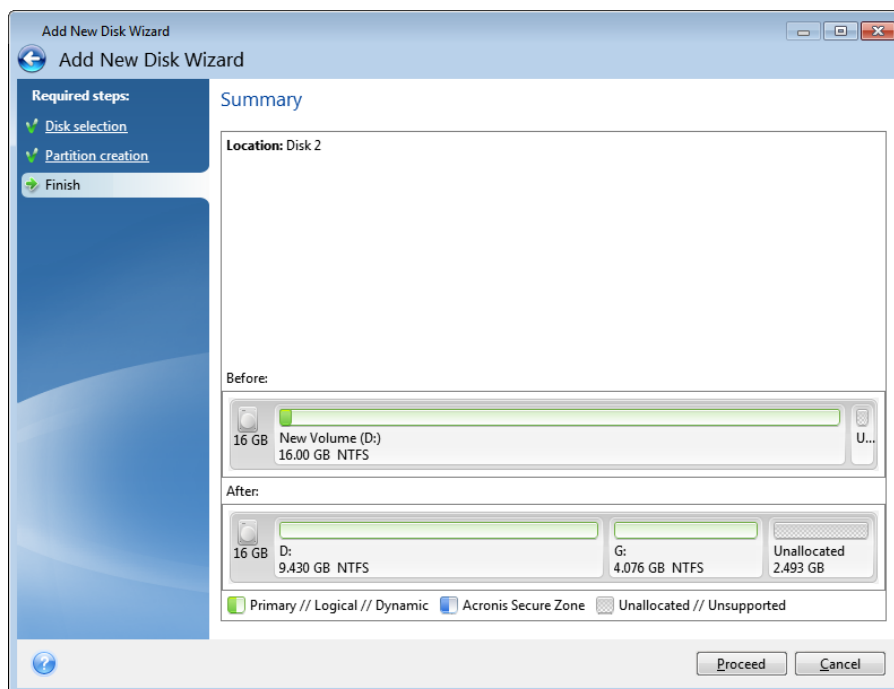 Add New Disk Wizard
Add New Disk Wizard
Required steps:
Disk selection
Partition creation
Finish
Summary
Location: Disk 2
Before:
16 GB
New Volume (D:)
16.00 GB NTFS
U...
After:
16 GB
D:
9.430 GB NTFS
G:
4.076 GB NTFS
Unallocated
2.493 GB
Primary // Logical // Dynamic
Acronis Secure Zone
Unallocated // Unsupported
?
Proceed
Cancel